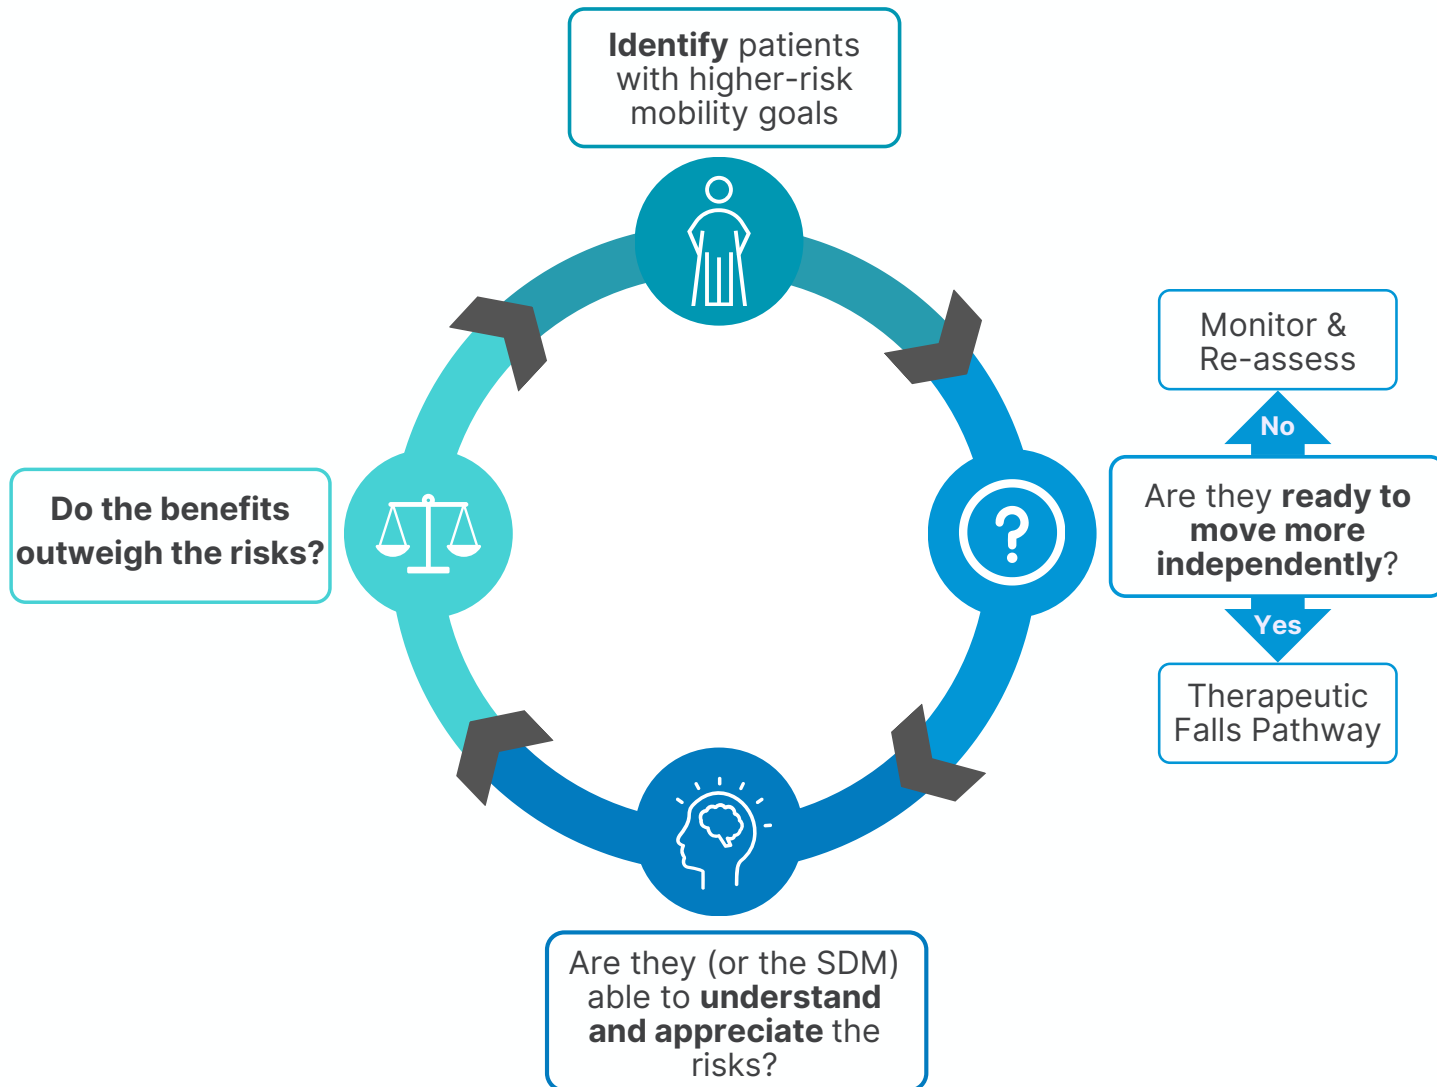 Identify patients
with higher-risk
mobility goals
Monitor &
Re-assess
No
Are they ready to
move more
independently?
Yes
Therapeutic
Falls Pathway
Do the benefits
outweigh the risks?
Are they (or the SDM)
able to understand
and appreciate the
risks?